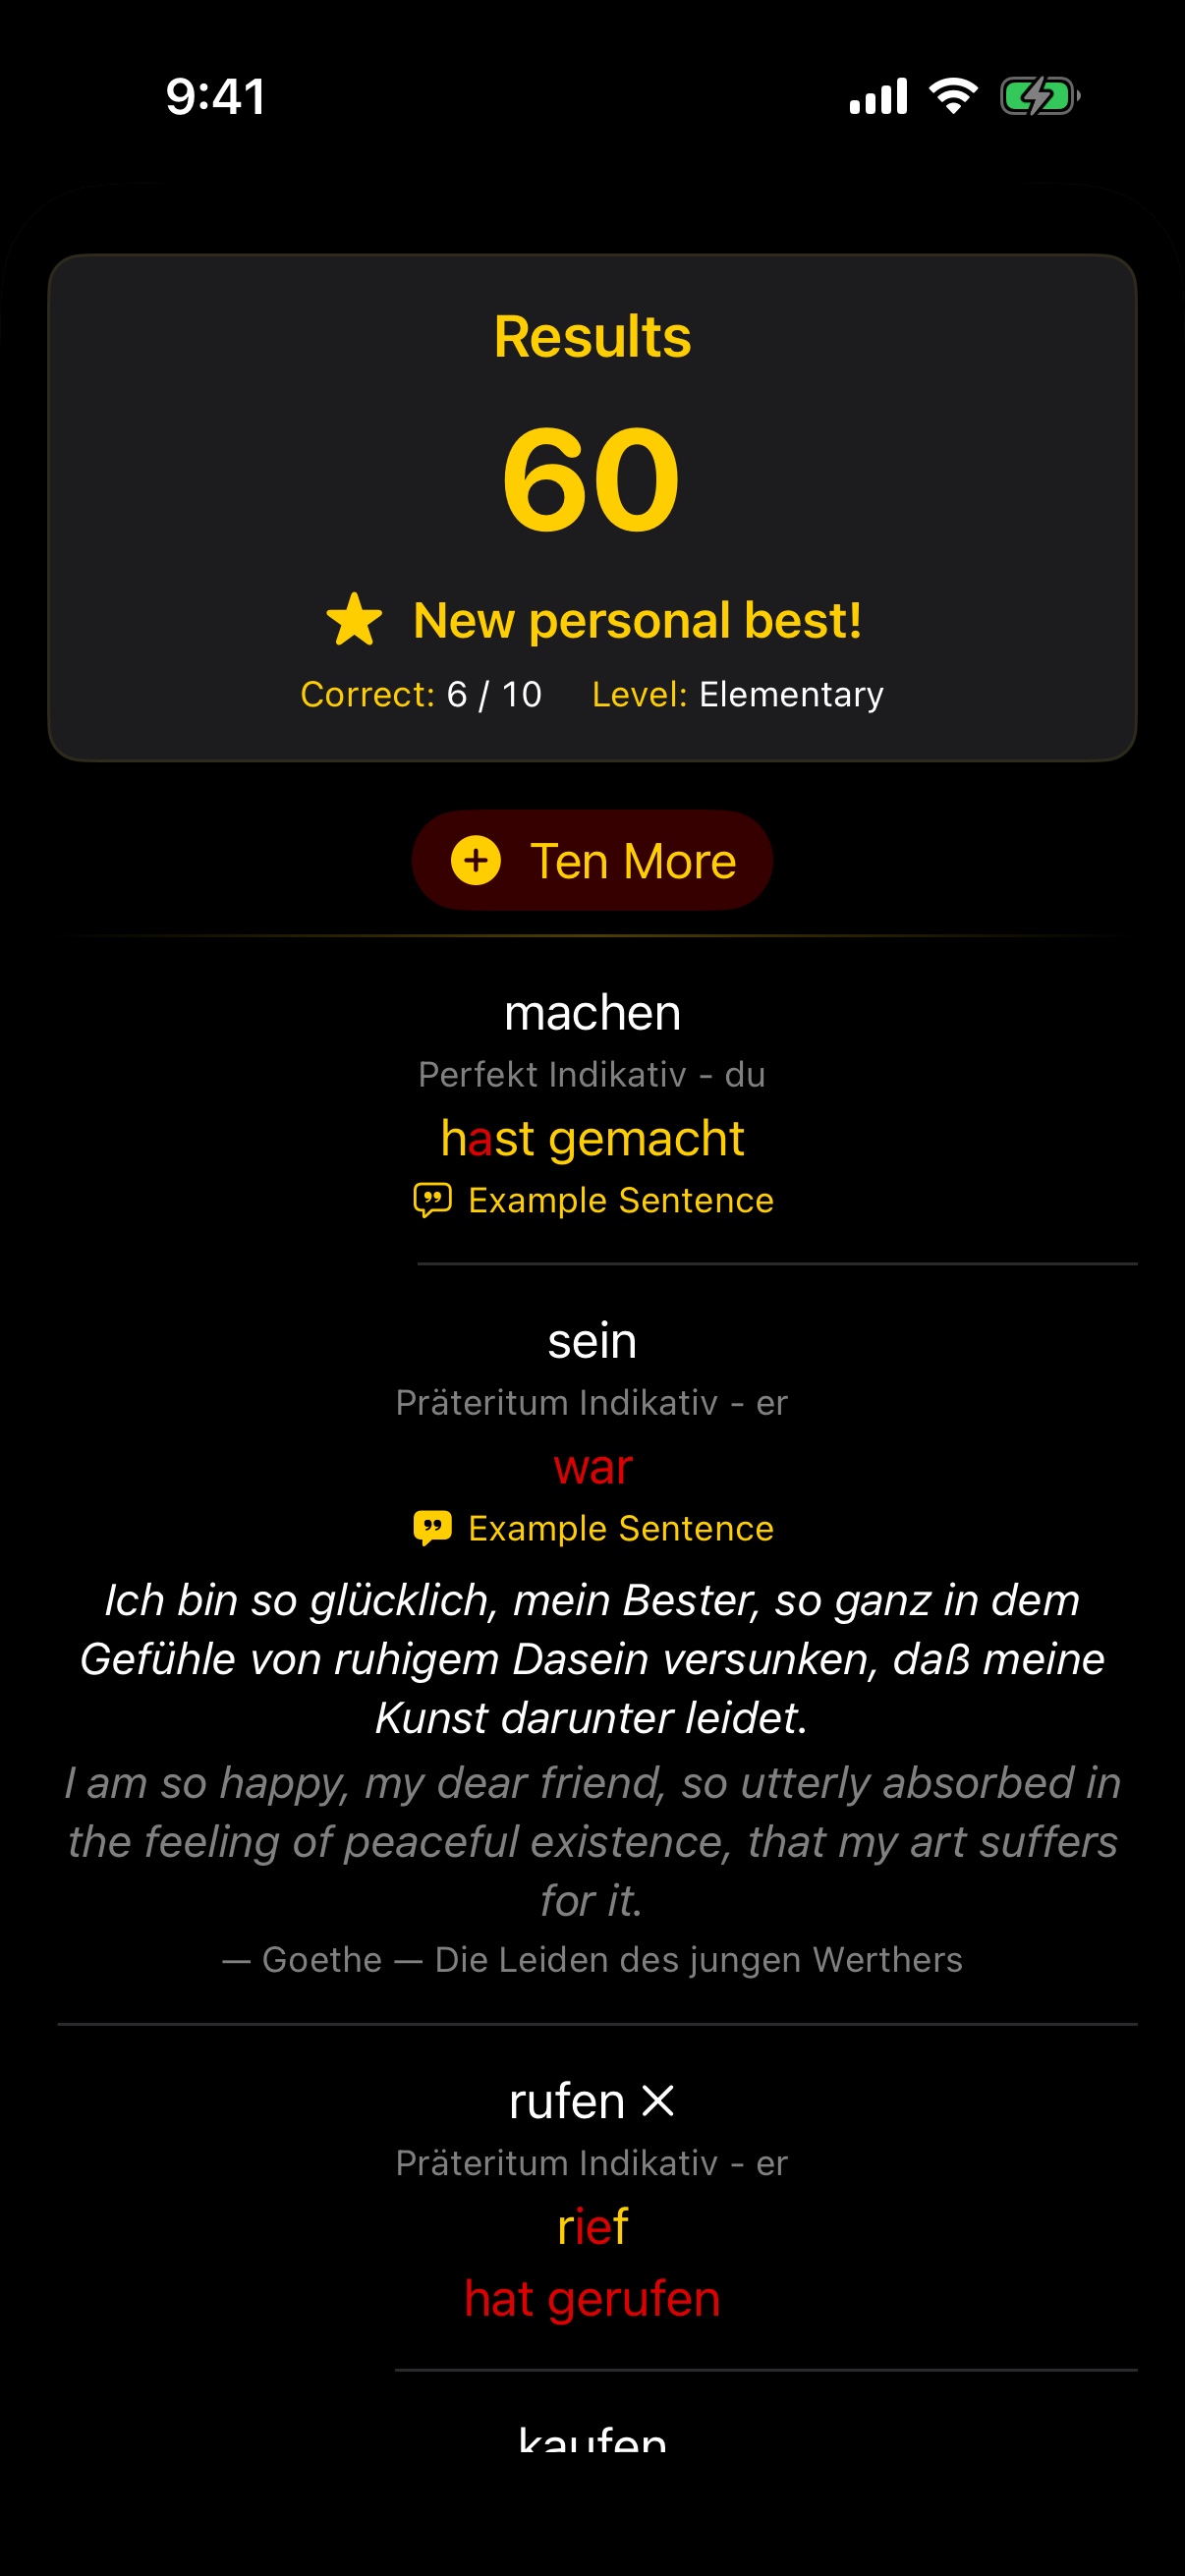 9:41
Results
60
New personal best!
Correct: 6 / 10 Level: Elementary
Ten More
machen
Perfekt Indikativ - du
hast gemacht
Example Sentence
sein
Präteritum Indikativ - er
war
Example Sentence
Ich bin so glücklich, mein Bester, so ganz in dem
Gefühle von ruhigem Dasein versunken, daß meine
Kunst darunter leidet.
I am so happy, my dear friend, so utterly absorbed in
the feeling of peaceful existence, that my art suffers
for it.
— Goethe — Die Leiden des jungen Werthers
rufen
Präteritum Indikativ - er
rief
hat gerufen
kaufen